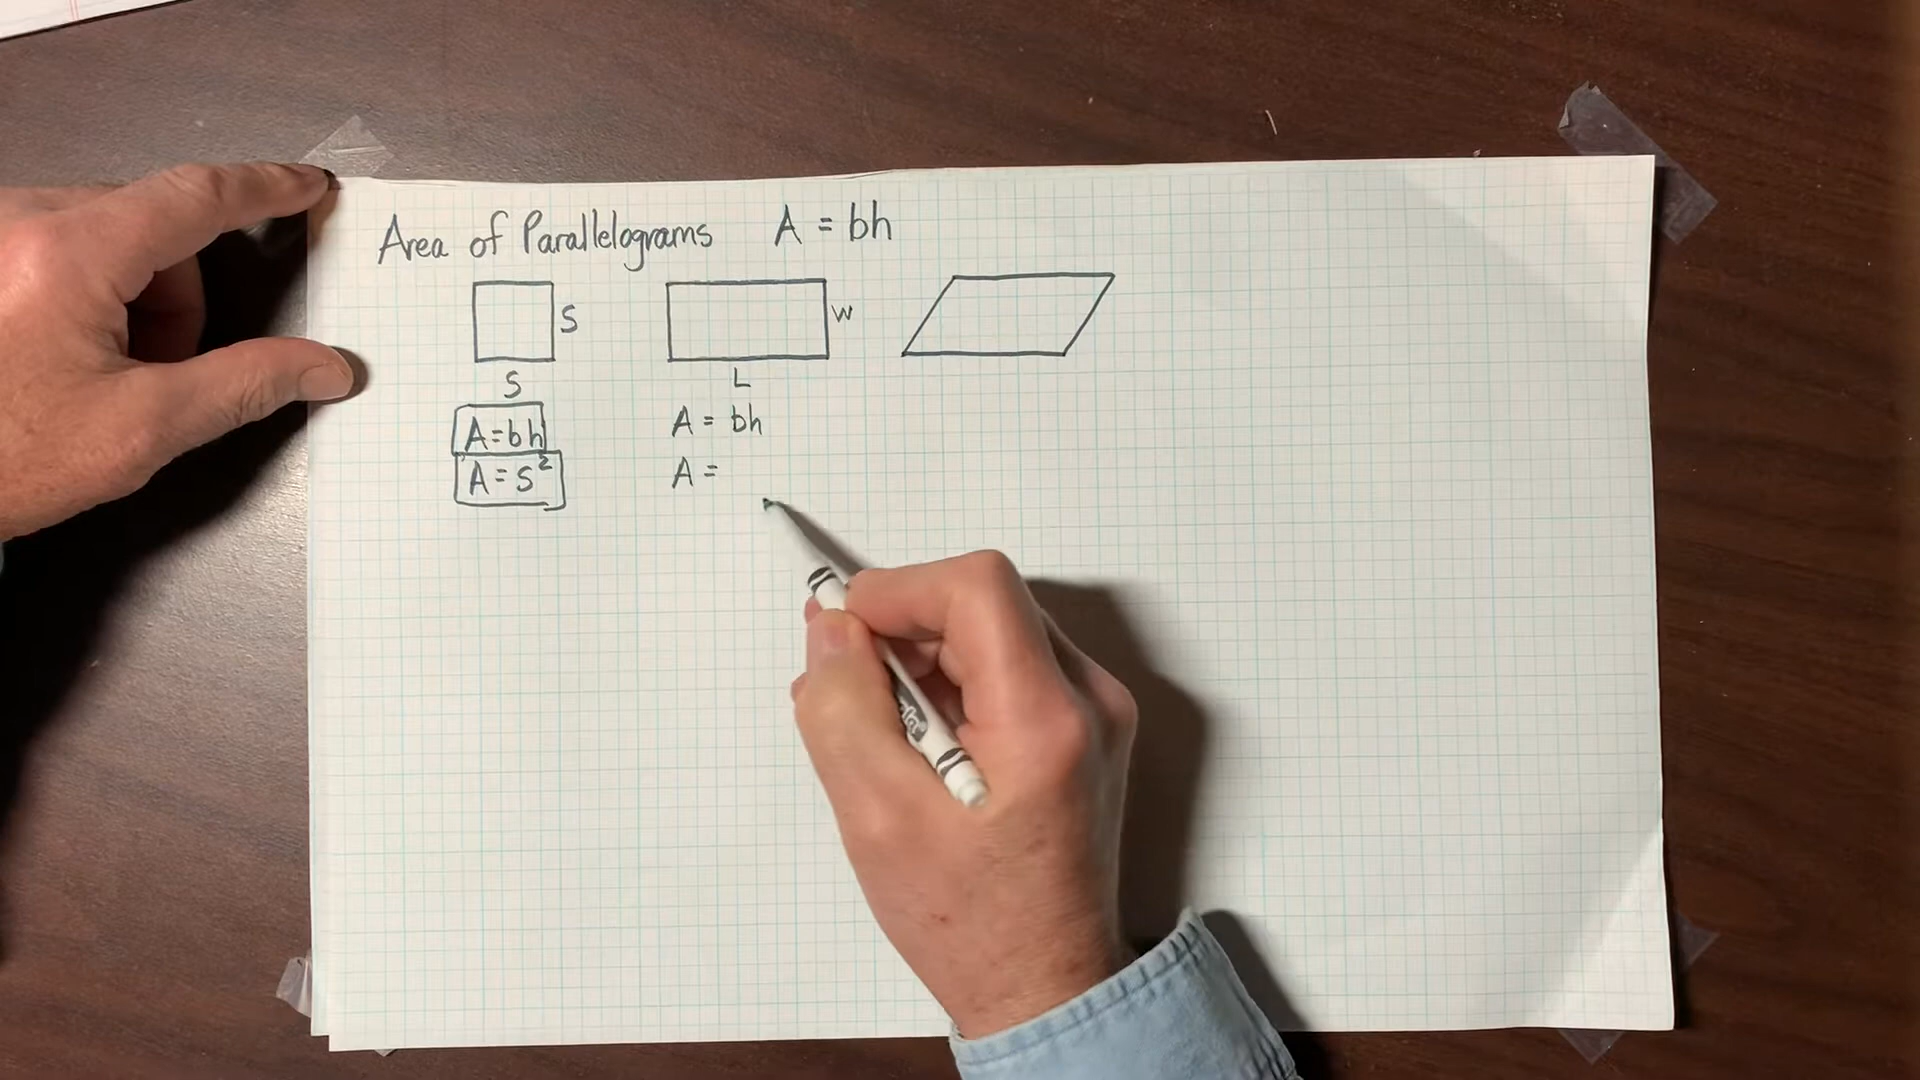 Area of Parallelograms A = bh
S
W
S
L
A=bh
A = bh
A = s²
A =